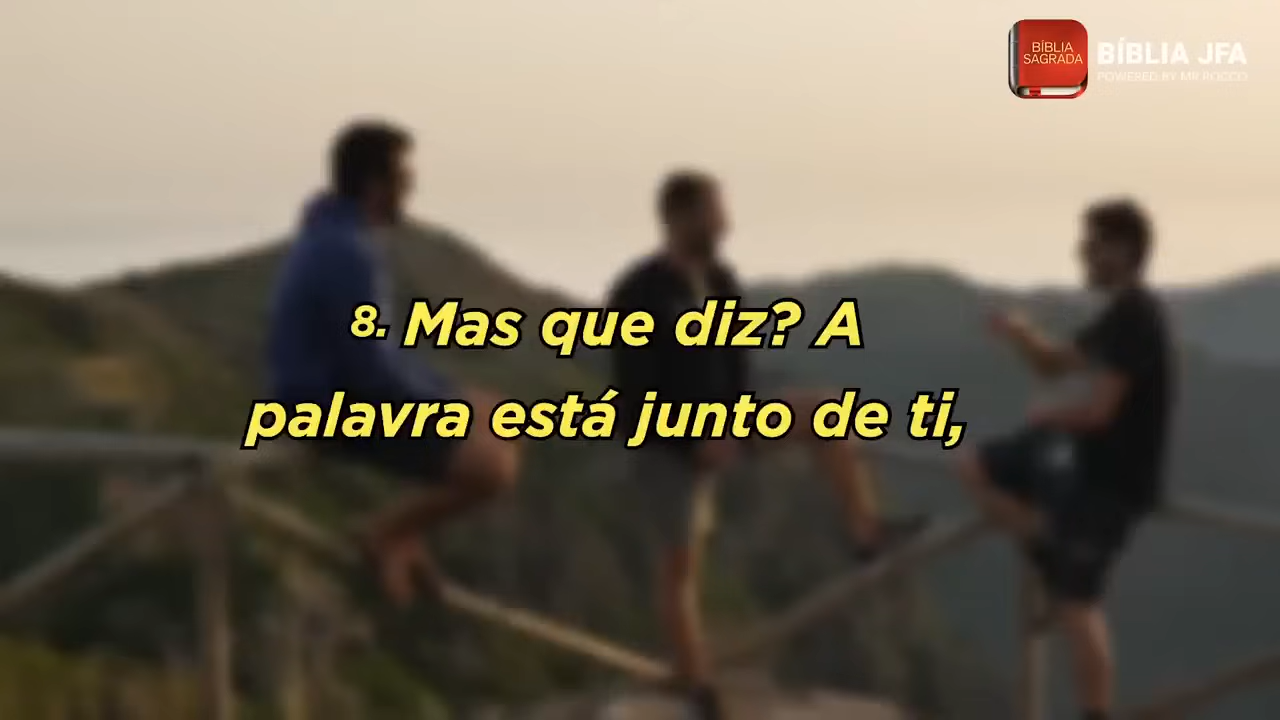 BÍBLIA
SAGRADA
BÍBLIA JFA
POWERED BY MR ROCCO
8. Mas que diz? A
palavra está junto de ti,